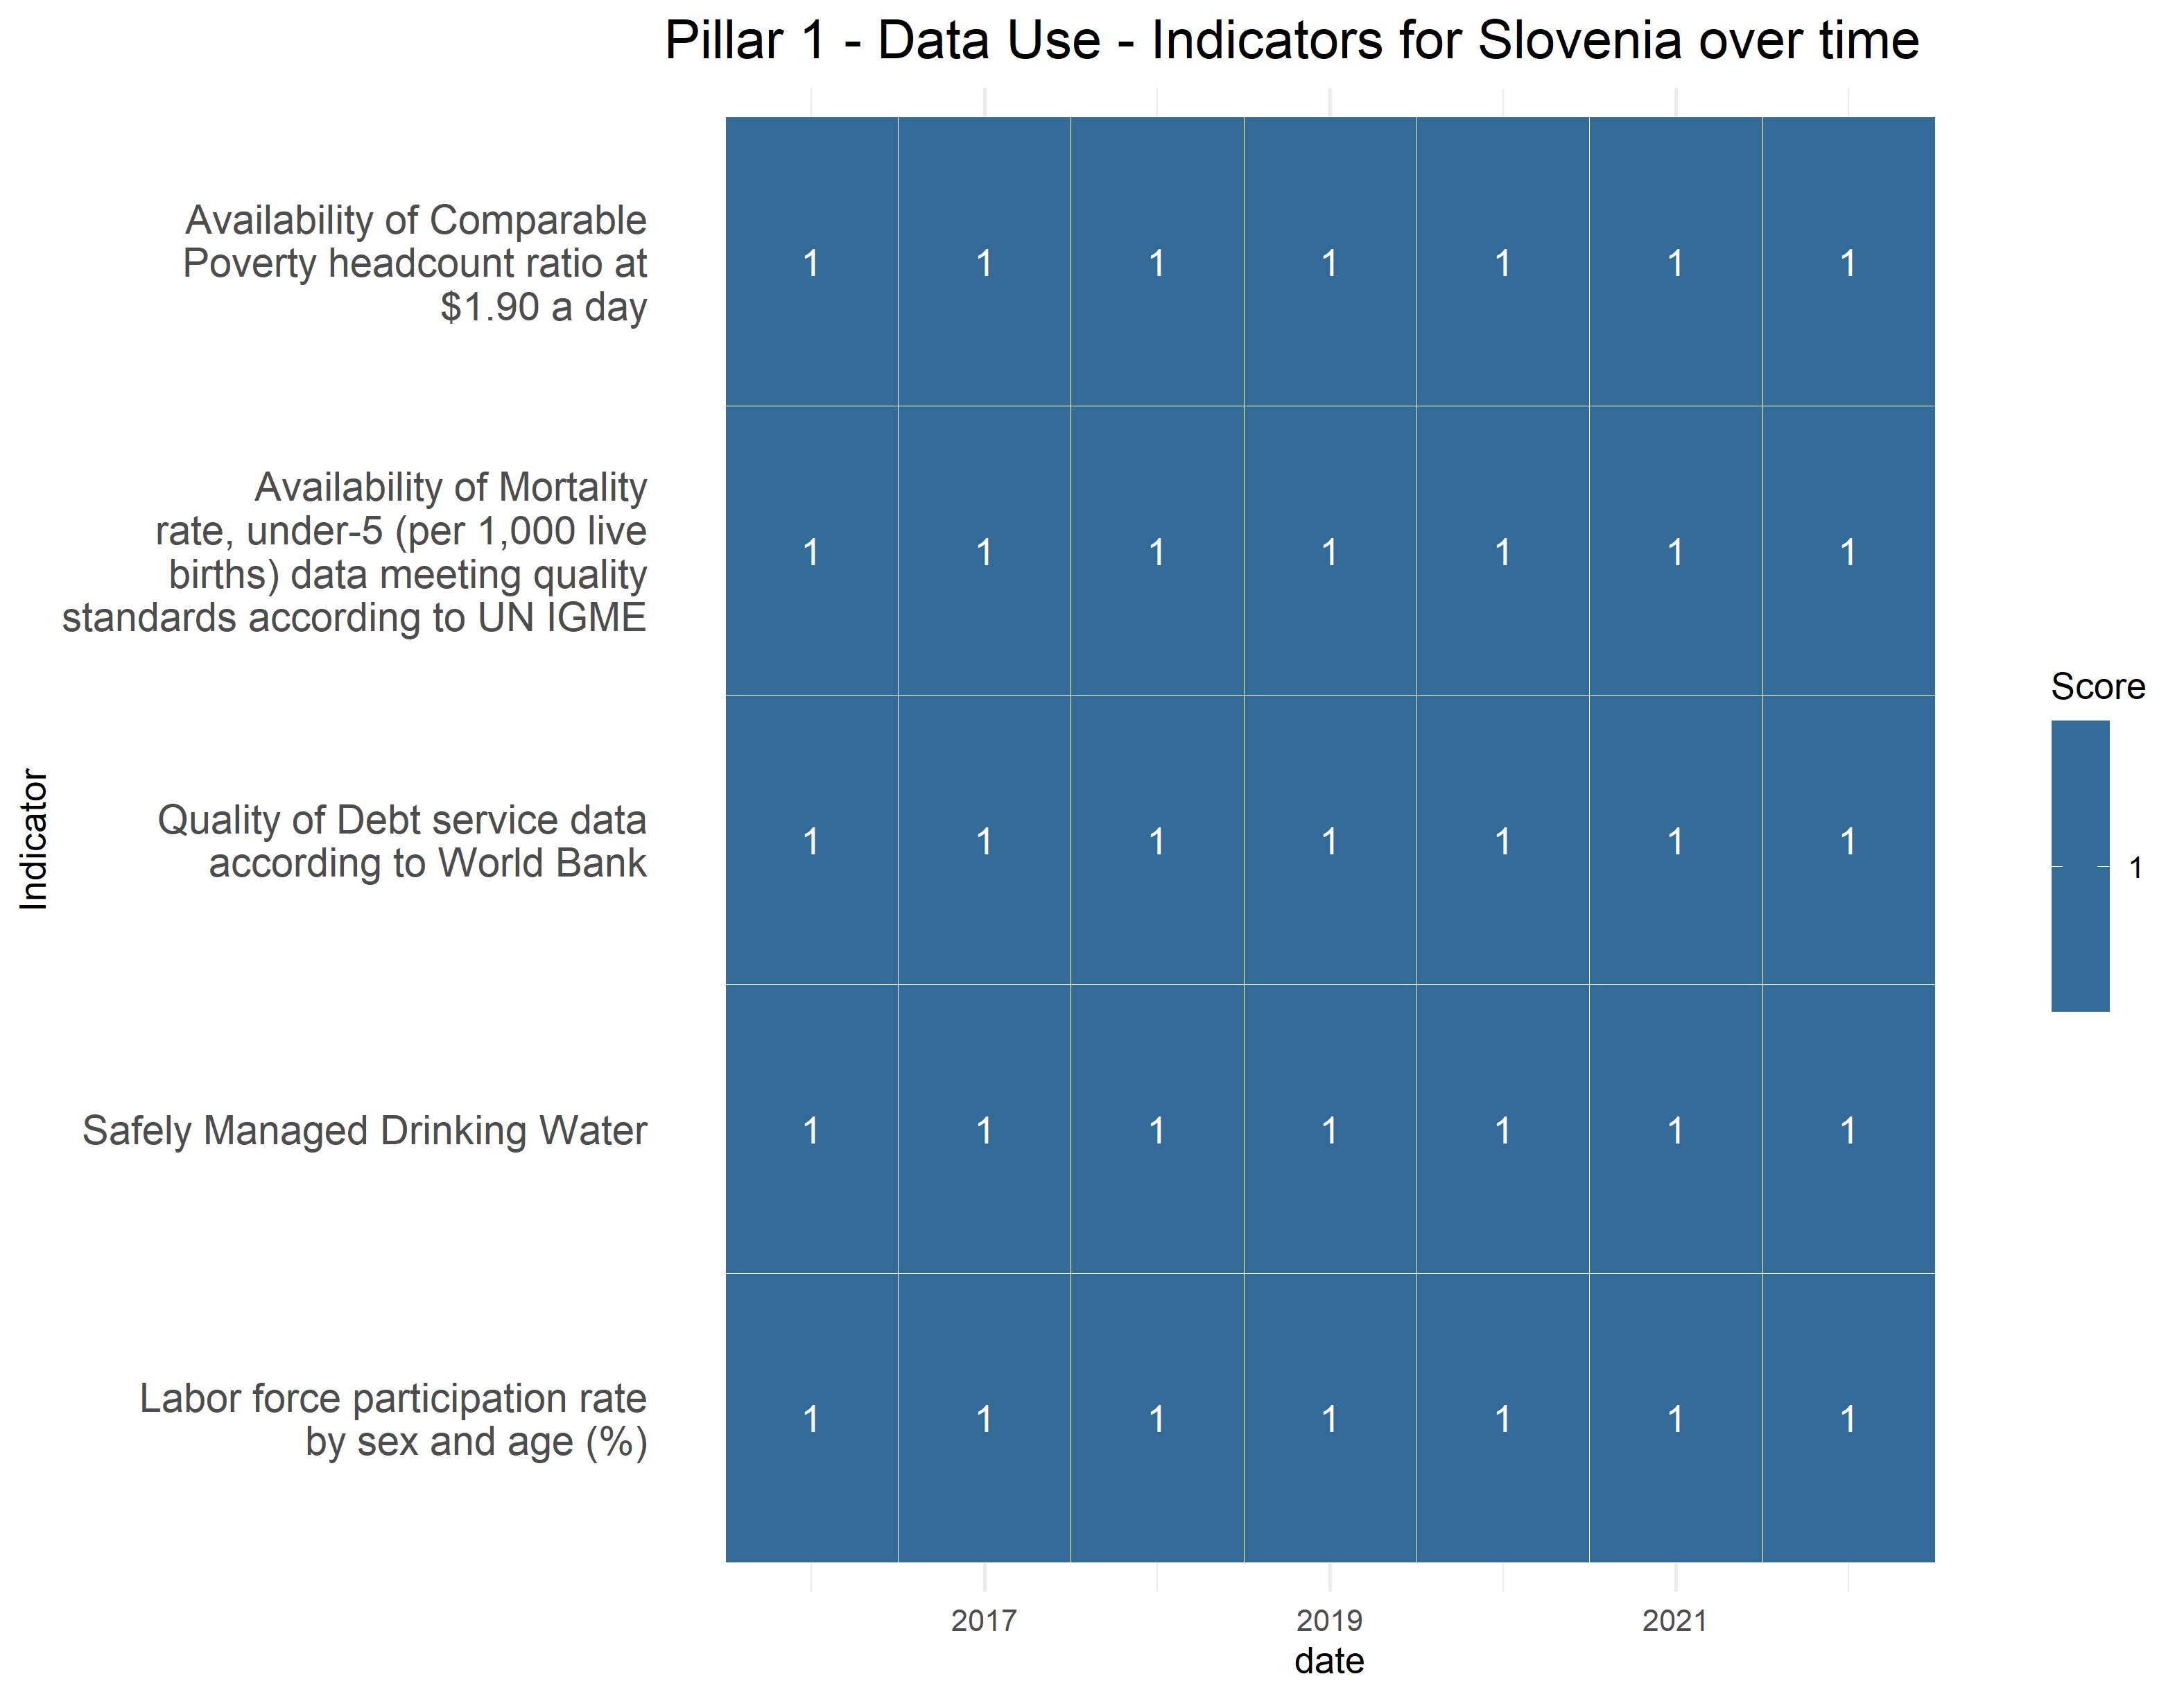 Pillar 1 - Data Use - Indicators for Slovenia over time
Indicator
Availability of Comparable
Poverty headcount ratio at
$1.90 a day
1 1 1 1 1 1 1
Availability of Mortality
rate, under-5 (per 1,000 live
births) data meeting quality
standards according to UN IGME
1 1 1 1 1 1 1
Quality of Debt service data
according to World Bank
1 1 1 1 1 1 1
Safely Managed Drinking Water
1 1 1 1 1 1 1
Labor force participation rate
by sex and age (%)
1 1 1 1 1 1 1
2017 2019 2021
date
Score
1